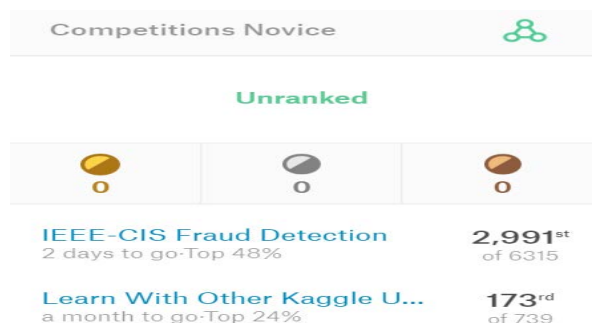 Competitions Novice
Unranked
0 0 0
IEEE-CIS Fraud Detection 2,991st
2 days to go·Top 48% of 6315
Learn With Other Kaggle U... 173rd
a month to go·Top 24% of 739